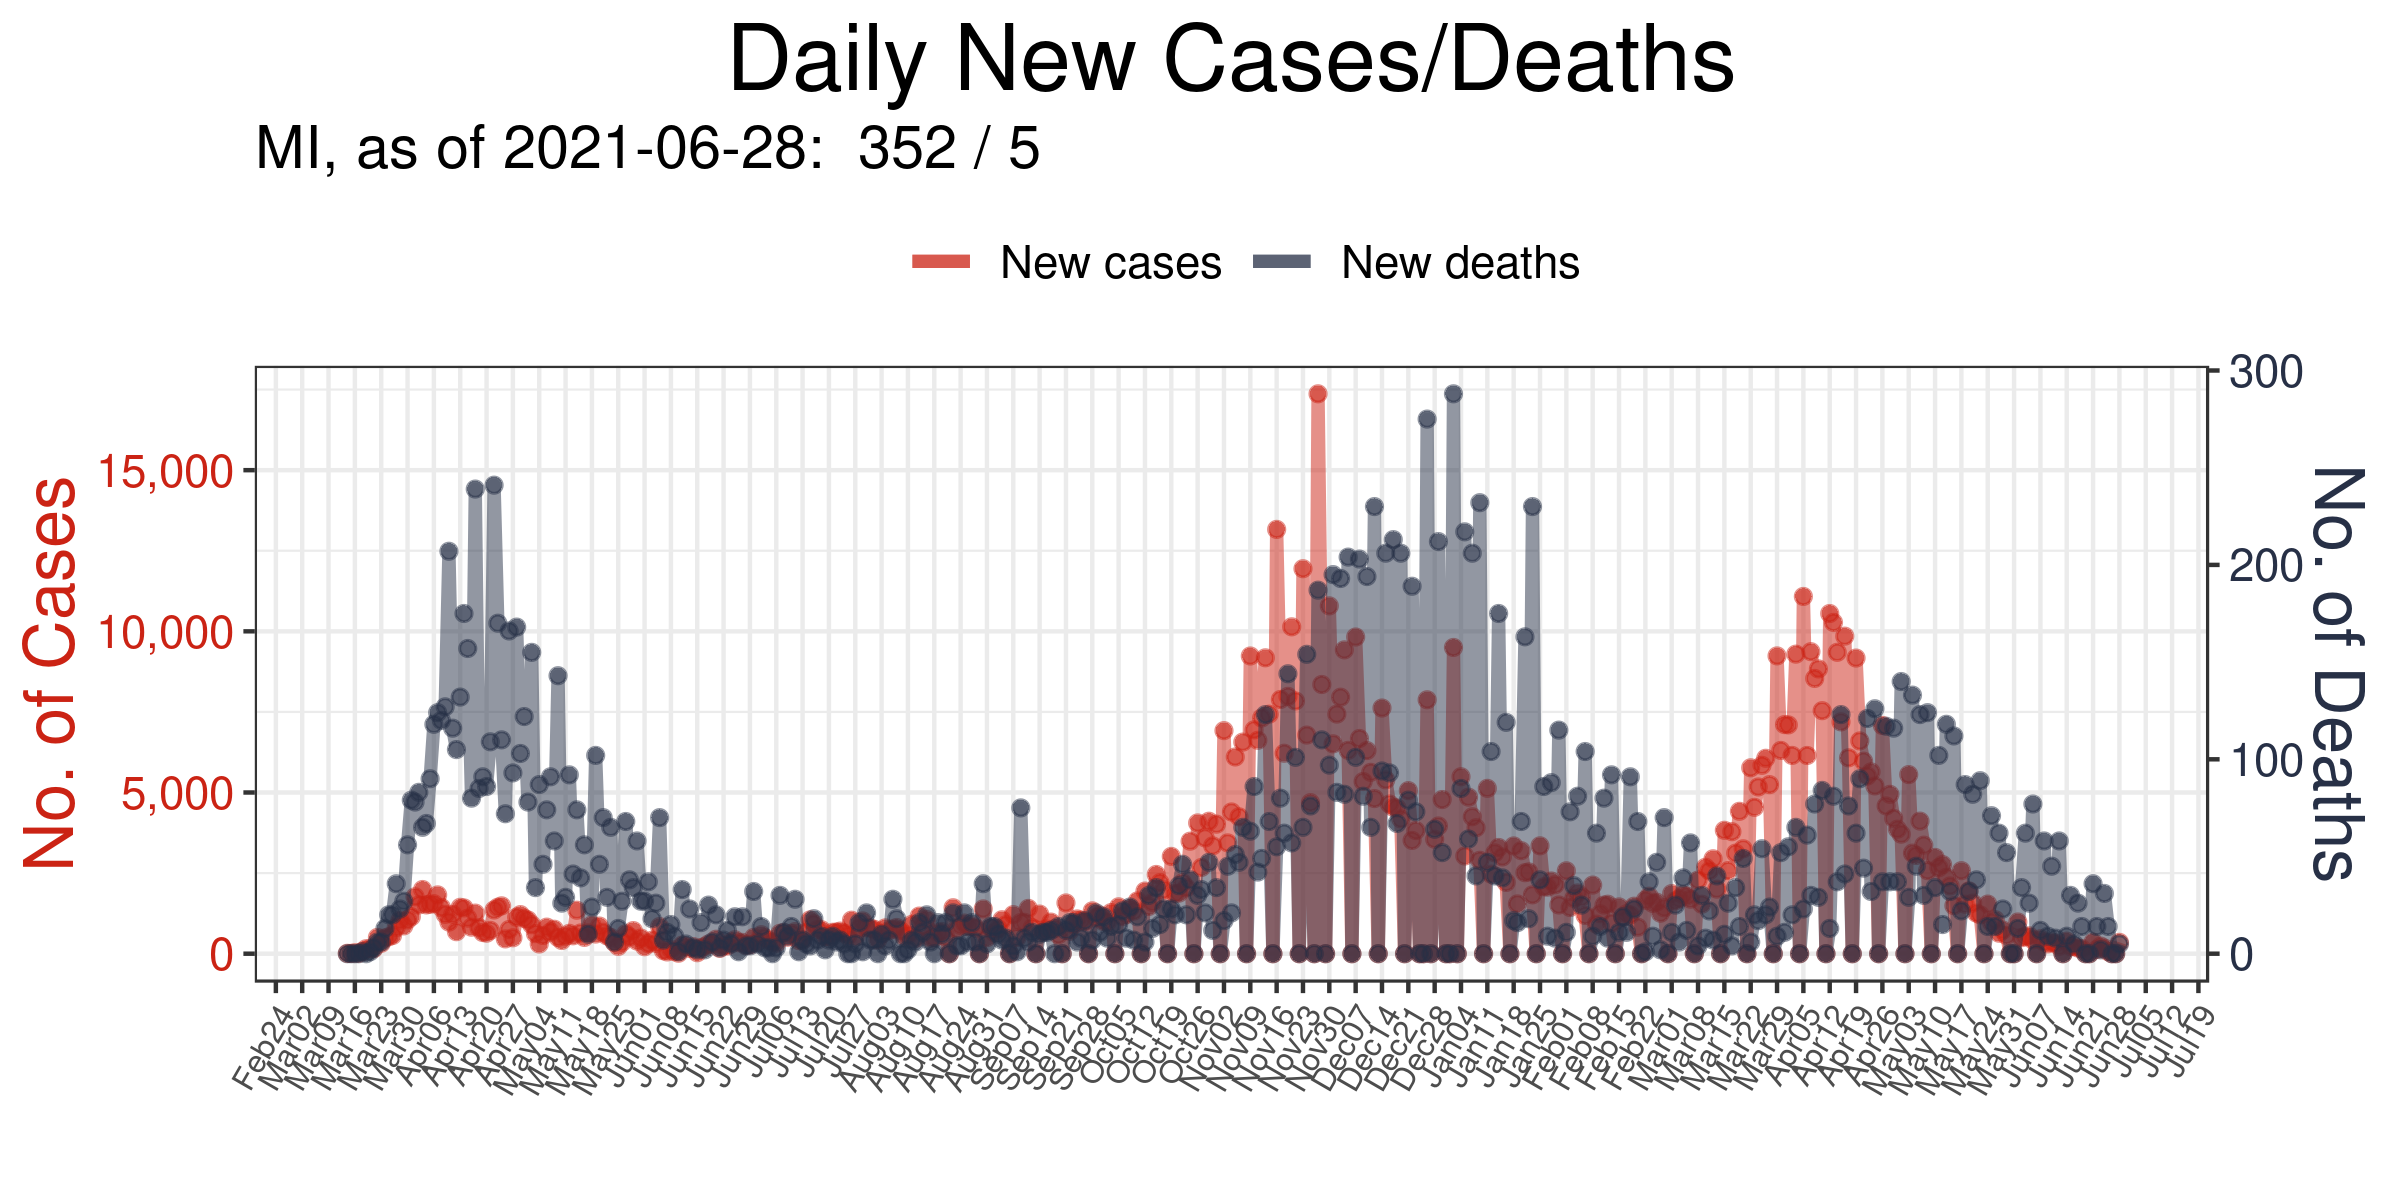 Daily New Cases/Deaths
MI, as of 2021-06-28: 352 / 5
New cases
New deaths
No. of Cases
15,000
10,000
5,000
0
300
200
100
0
No. of Deaths
Feb24
Mar02
Mar09
Mar16
Mar23
Mar30
Apr06
Apr13
Apr20
Apr27
May04
May11
May18
May25
Jun01
Jun08
Jun15
Jun22
Jun29
Jul06
Jul13
Jul20
Jul27
Aug03
Aug10
Aug17
Aug24
Aug31
Sep07
Sep14
Sep21
Sep28
Oct05
Oct12
Oct19
Oct26
Nov02
Nov09
Nov16
Nov23
Nov30
Dec07
Dec14
Dec21
Dec28
Jan04
Jan11
Jan18
Jan25
Feb01
Feb08
Feb15
Feb22
Mar01
Mar08
Mar15
Mar22
Mar29
Apr05
Apr12
Apr19
Apr26
May03
May10
May17
May24
May31
Jun07
Jun14
Jun21
Jun28
Jul05
Jul12
Jul19